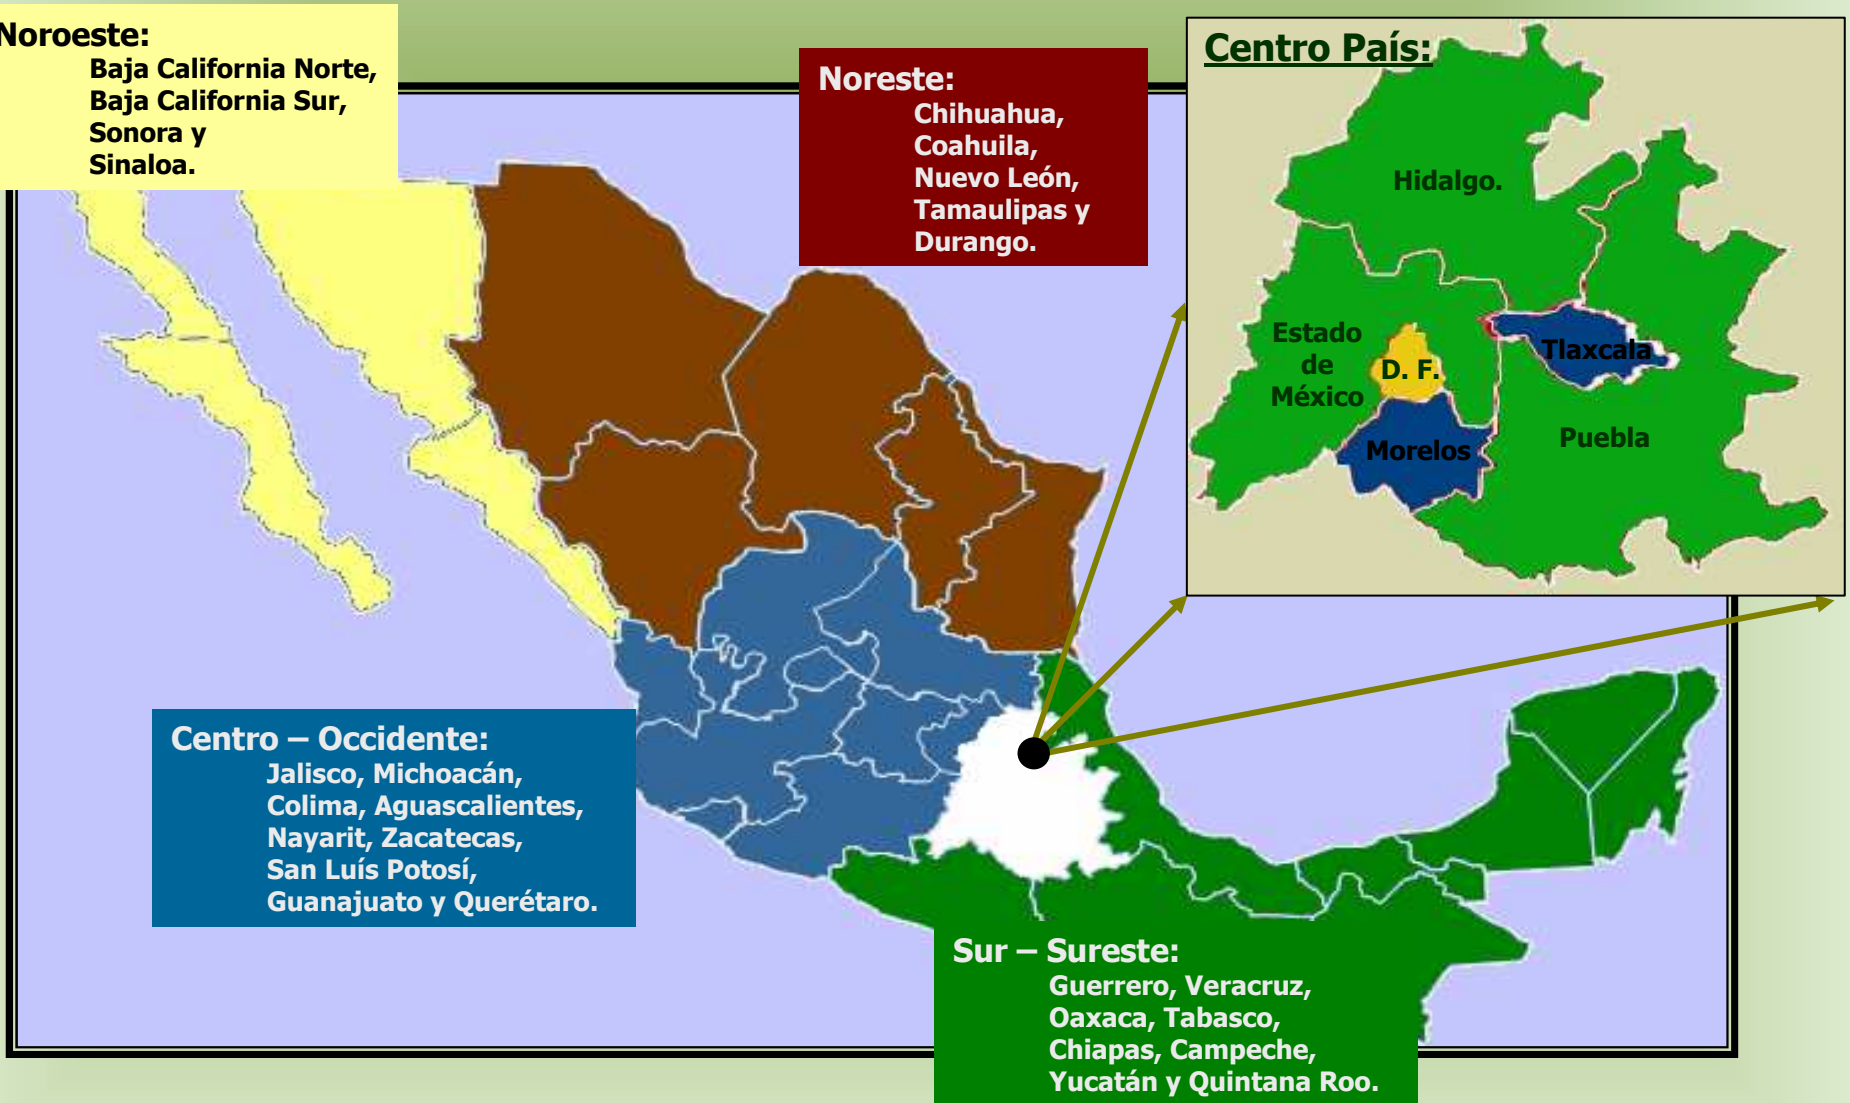 Noroeste:
Baja California Norte,
Baja California Sur,
Sonora y
Sinaloa.
Noreste:
Chihuahua,
Coahuila,
Nuevo León,
Tamaulipas y
Durango.
Centro País:
Hidalgo.
Estado
de
México
D. F.
Tlaxcala
Morelos
Puebla
Centro – Occidente:
Jalisco, Michoacán,
Colima, Aguascalientes,
Nayarit, Zacatecas,
San Luís Potosí,
Guanajuato y Querétaro.
Sur – Sureste:
Guerrero, Veracruz,
Oaxaca, Tabasco,
Chiapas, Campeche,
Yucatán y Quintana Roo.